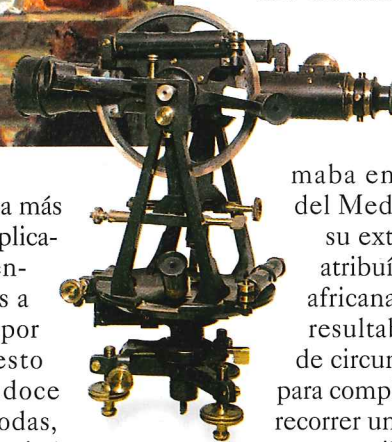 a más
plica-
en-
s a
por
esto
doce
odas,
maba en
del Med
su ext
atribuí
africana
resultab
de circun
para comp
recorrer un